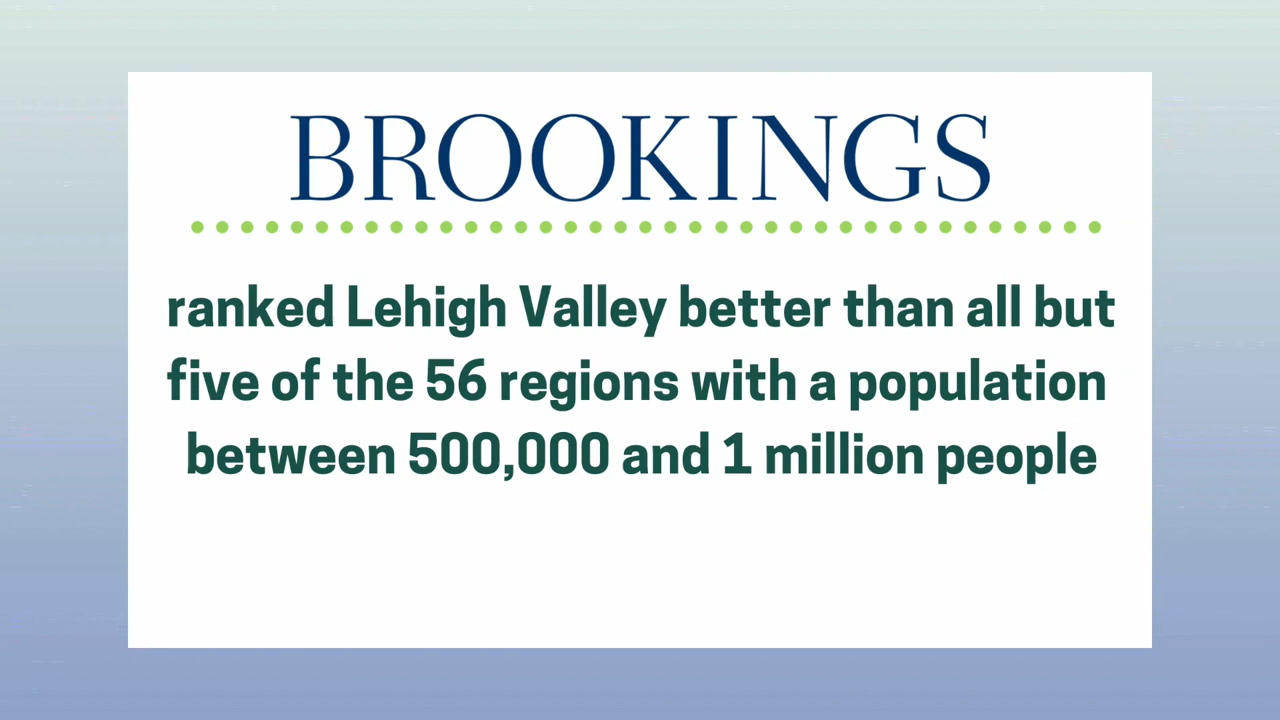 BROOKINGS
ranked Lehigh Valley better than all but
five of the 56 regions with a population
between 500,000 and 1 million people